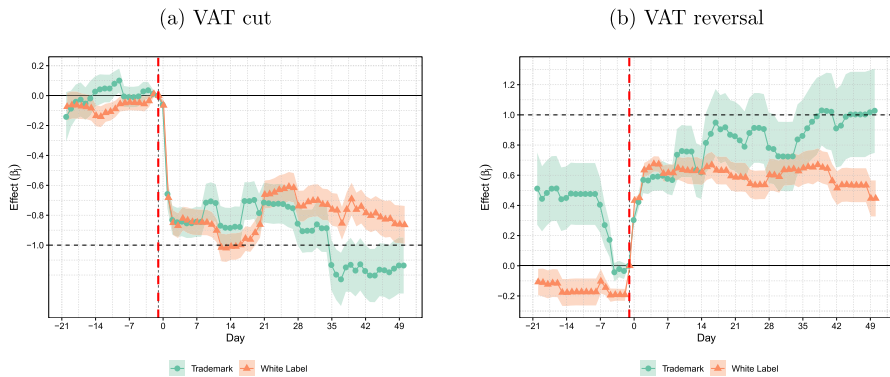 (a) VAT cut
(b) VAT reversal
0.2
0.0
−0.2
−0.4
−0.6
−0.8
−1.0
Effect (βj)
−21 −14 −7 0 7 14 21 28 35 42 49
Day
Trademark White Label
1.2
1.0
0.8
0.6
0.4
0.2
0.0
−0.2
Effect (βj)
−21 −14 −7 0 7 14 21 28 35 42 49
Day
Trademark White Label